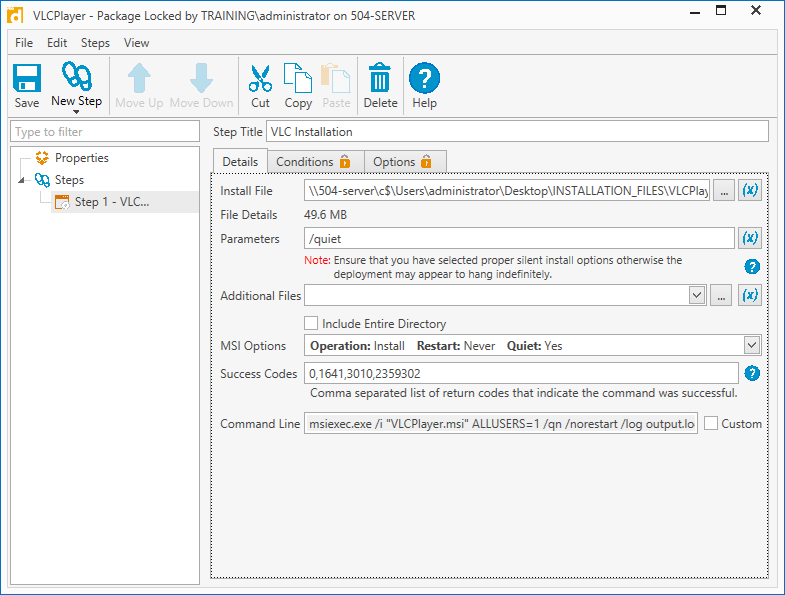 VLCPlayer - Package Locked by TRAINING\administrator on 504-SERVER
File Edit Steps View
Save New Step Move Up Move Down Cut Copy Paste Delete Help
Type to filter
Step Title VLC Installation
Properties
Steps
Step 1 - VLC...
Details Conditions Options
Install File \\504-server\c$\Users\administrator\Desktop\INSTALLATION_FILES\VLCPlay ... (x)
File Details 49.6 MB
Parameters /quiet (x)
Note: Ensure that you have selected proper silent install options otherwise the
deployment may appear to hang indefinitely.
Additional Files ... (x)
Include Entire Directory
MSI Options Operation: Install Restart: Never Quiet: Yes
Success Codes 0,1641,3010,2359302
Comma separated list of return codes that indicate the command was successful.
Command Line msiexec.exe /i "VLCPlayer.msi" ALLUSERS=1 /qn /norestart /log output.lo Custom